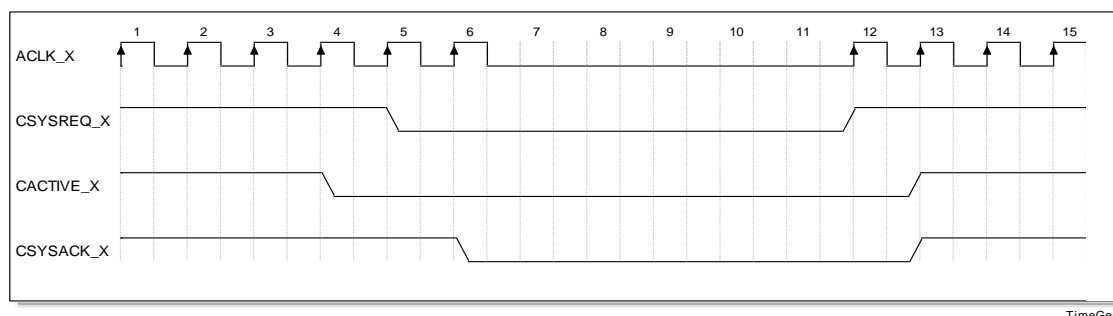 1 2 3 4 5 6 7 8 9 10 11 12 13 14 15
ACLK_X
CSYSREQ_X
CACTIVE_X
CSYSACK_X